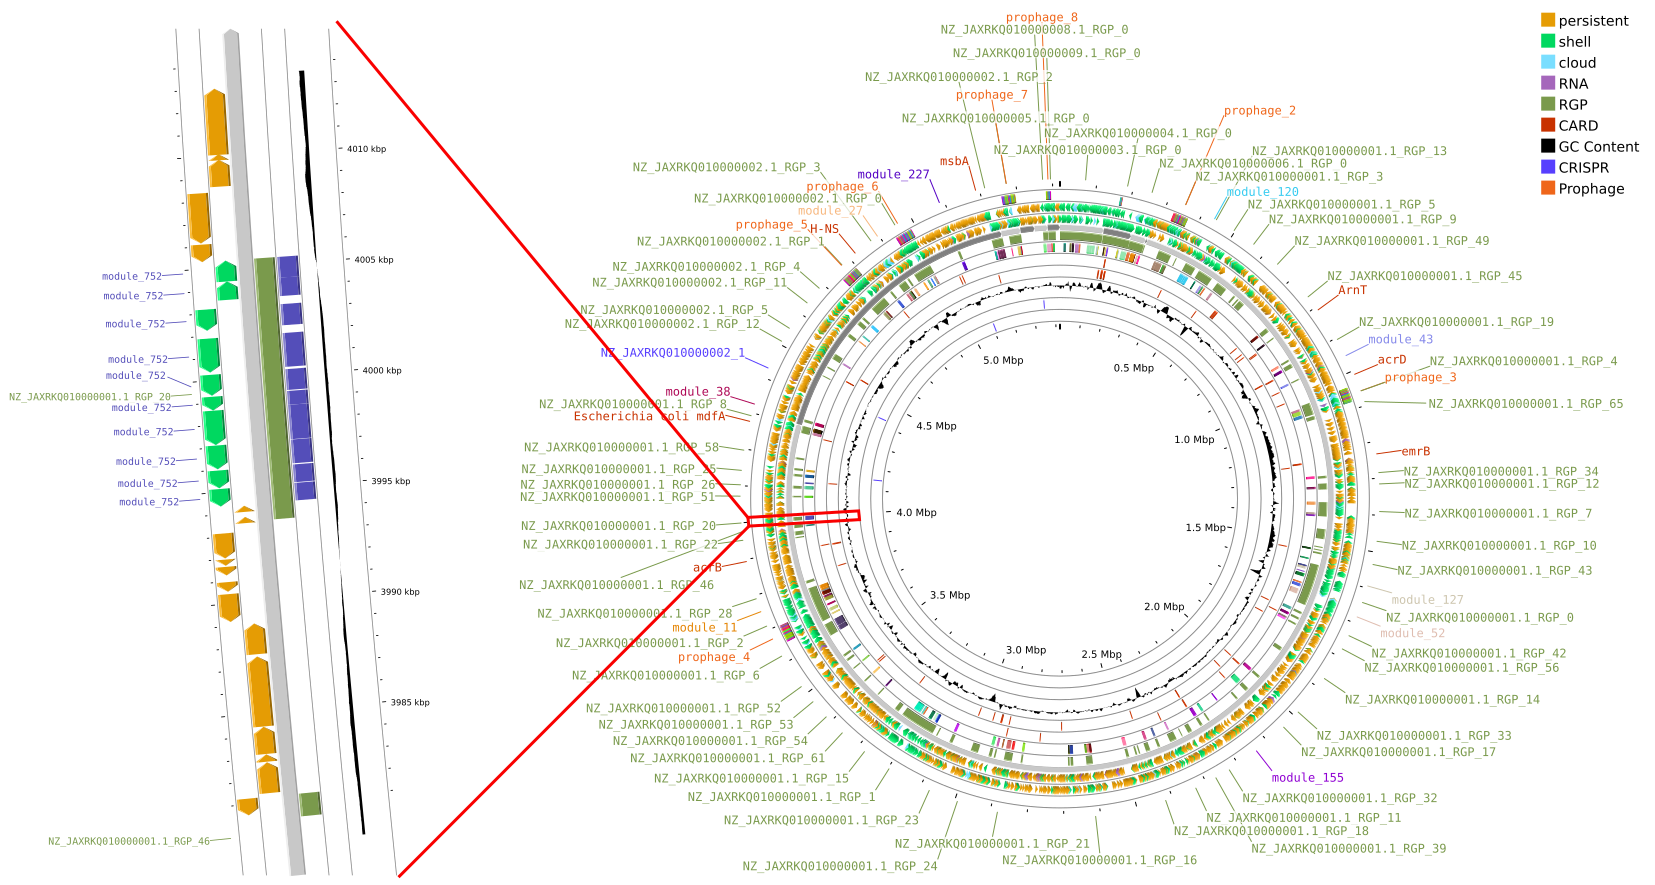 prophage_8
NZ_JAXRKQ010000008.1_RGP_0
NZ_JAXRKQ010000009.1_RGP_0
NZ_JAXRKQ010000002.1_RGP_2
prophage_7
NZ_JAXRKQ010000005.1_RGP_0
NZ_JAXRKQ010000004.1_RGP_0
NZ_JAXRKQ010000003.1_RGP_0
msbA
module_227
NZ_JAXRKQ010000002.1_RGP_3
prophage_6
NZ_JAXRKQ010000002.1_RGP_0
module_27
prophage_5
H-NS
NZ_JAXRKQ010000002.1_RGP_1
NZ_JAXRKQ010000002.1_RGP_4
NZ_JAXRKQ010000002.1_RGP_11
NZ_JAXRKQ010000002.1_RGP_5
NZ_JAXRKQ010000002.1_RGP_12
NZ_JAXRKQ010000002_1
module_38
NZ_JAXRKQ010000001.1_RGP_8
Escherichia coli mdfA
NZ_JAXRKQ010000001.1_RGP_58
NZ_JAXRKQ010000001.1_RGP_25
NZ_JAXRKQ010000001.1_RGP_26
NZ_JAXRKQ010000001.1_RGP_51
NZ_JAXRKQ010000001.1_RGP_20
NZ_JAXRKQ010000001.1_RGP_22
acrB
NZ_JAXRKQ010000001.1_RGP_46
NZ_JAXRKQ010000001.1_RGP_28
module_11
NZ_JAXRKQ010000001.1_RGP_2
prophage_4
NZ_JAXRKQ010000001.1_RGP_6
NZ_JAXRKQ010000001.1_RGP_52
NZ_JAXRKQ010000001.1_RGP_53
NZ_JAXRKQ010000001.1_RGP_54
NZ_JAXRKQ010000001.1_RGP_61
NZ_JAXRKQ010000001.1_RGP_15
NZ_JAXRKQ010000001.1_RGP_1
NZ_JAXRKQ010000001.1_RGP_23
NZ_JAXRKQ010000001.1_RGP_21
NZ_JAXRKQ010000001.1_RGP_24
NZ_JAXRKQ010000001.1_RGP_16
prophage_2
NZ_JAXRKQ010000001.1_RGP_13
NZ_JAXRKQ010000006.1_RGP_0
NZ_JAXRKQ010000001.1_RGP_3
module_120
NZ_JAXRKQ010000001.1_RGP_5
NZ_JAXRKQ010000001.1_RGP_9
NZ_JAXRKQ010000001.1_RGP_49
NZ_JAXRKQ010000001.1_RGP_45
ArnT
NZ_JAXRKQ010000001.1_RGP_19
module_43
acrD
NZ_JAXRKQ010000001.1_RGP_4
prophage_3
NZ_JAXRKQ010000001.1_RGP_65
emrB
NZ_JAXRKQ010000001.1_RGP_34
NZ_JAXRKQ010000001.1_RGP_12
NZ_JAXRKQ010000001.1_RGP_7
NZ_JAXRKQ010000001.1_RGP_10
NZ_JAXRKQ010000001.1_RGP_43
module_127
NZ_JAXRKQ010000001.1_RGP_0
module_52
NZ_JAXRKQ010000001.1_RGP_42
NZ_JAXRKQ010000001.1_RGP_56
NZ_JAXRKQ010000001.1_RGP_14
NZ_JAXRKQ010000001.1_RGP_33
NZ_JAXRKQ010000001.1_RGP_17
module_155
NZ_JAXRKQ010000001.1_RGP_32
NZ_JAXRKQ010000001.1_RGP_11
NZ_JAXRKQ010000001.1_RGP_18
NZ_JAXRKQ010000001.1_RGP_39
0.5 Mbp
1.0 Mbp
1.5 Mbp
2.0 Mbp
2.5 Mbp
3.0 Mbp
3.5 Mbp
4.0 Mbp
4.5 Mbp
5.0 Mbp
module_752
module_752
module_752
module_752
module_752
NZ_JAXRKQ010000001.1_RGP_20
module_752
module_752
module_752
module_752
module_752
NZ_JAXRKQ010000001.1_RGP_46
4010 kbp
4005 kbp
4000 kbp
3995 kbp
3990 kbp
3985 kbp
persistent
shell
cloud
RNA
RGP
CARD
GC Content
CRISPR
Prophage